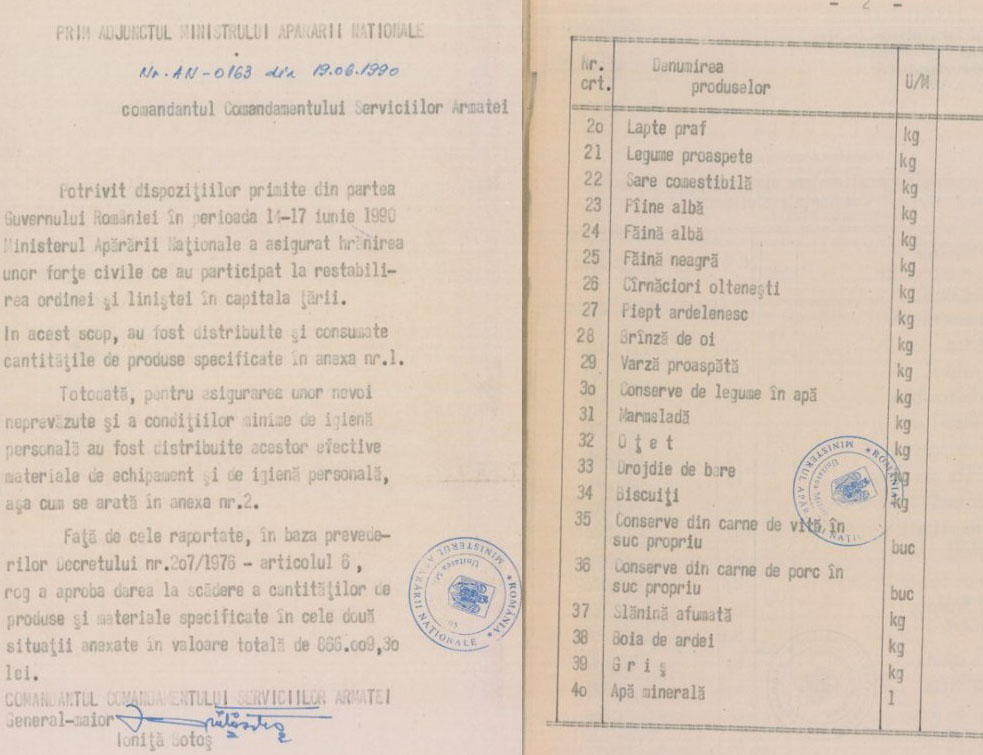 PRIM ADJUNCTUL MINISTRULUI APARARII NATIONALE
Nr. AN-0163 din 19.06.1990
comandantul Comandamentului Serviciilor Armatei
Potrivit dispoziţiilor primite din partea
Guvernului României în perioada 14-17 iunie 1990
Ministerul Apărării Naţionale a asigurat hrănirea
unor forţe civile ce au participat la restabili-
rea ordinei şi liniştei în capitala ţării.
In acest scop, au fost distribuite şi consumate
cantităţile de produse specificate în anexa nr.1.
Totodată, pentru asigurarea unor nevoi
neprevăzute şi a condiţiilor minime de igienă
personală au fost distribuite acestor efective
materiale de echipament şi de igienă personală,
aşa cum se arată în anexa nr.2.
Faţă de cele raportate, în baza prevede-
rilor Decretului nr.2o7/1976 - articolul 6,
rog a aproba darea la scădere a cantităţilor de
produse şi materiale specificate în cele două
situaţii anexate în valoare totală de 866.oo9,3o
lei.
COMANDANTUL COMANDAMENTULUI SERVICIILOR ARMATEI
General-maior
Ioniţă Botoş
ROMÂNIA * MINISTERUL APĂRĂRII NAŢIONALE *
- 2 -
Nr. crt. Denumirea produselor U/M
2o Lapte praf kg
21 Legume proaspete kg
22 Sare comestibilă kg
23 Pîine albă kg
24 Făină albă kg
25 Făină neagră kg
26 Cîrnăciori olteneşti kg
27 Piept ardelenesc kg
28 Brînză de oi kg
29 Varză proaspătă kg
3o Conserve de legume în apă kg
31 Marmeladă kg
32 O ţ e t kg
33 Drojdie de bere kg
34 Biscuiţi kg
35 Conserve din carne de vită în
suc propriu buc
36 Conserve din carne de porc în
suc propriu buc
37 Slănină afumată kg
38 Boia de ardei kg
39 G r i ş kg
4o Apă minerală l